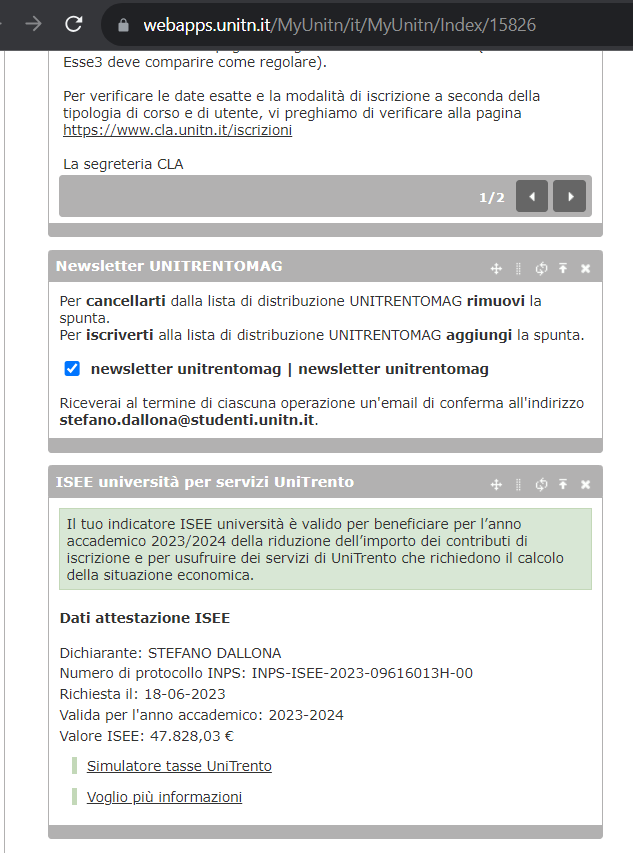 webapps.unitn.it/MyUnitn/it/MyUnitn/Index/15826
Esse3 deve comparire come regolare).
Per verificare le date esatte e la modalità di iscrizione a seconda della
tipologia di corso e di utente, vi preghiamo di verificare alla pagina
https://www.cla.unitn.it/iscrizioni
La segreteria CLA
1/2
Newsletter UNITRENTOMAG
Per cancellarti dalla lista di distribuzione UNITRENTOMAG rimuovi la
spunta.
Per iscriverti alla lista di distribuzione UNITRENTOMAG aggiungi la spunta.
newsletter unitrentomag | newsletter unitrentomag
Riceverai al termine di ciascuna operazione un'email di conferma all'indirizzo
stefano.dallona@studenti.unitn.it.
ISEE università per servizi UniTrento
Il tuo indicatore ISEE università è valido per beneficiare per l’anno
accademico 2023/2024 della riduzione dell’importo dei contributi di
iscrizione e per usufruire dei servizi di UniTrento che richiedono il calcolo
della situazione economica.
Dati attestazione ISEE
Dichiarante: STEFANO DALLONA
Numero di protocollo INPS: INPS-ISEE-2023-09616013H-00
Richiesta il: 18-06-2023
Valida per l'anno accademico: 2023-2024
Valore ISEE: 47.828,03 €
Simulatore tasse UniTrento
Voglio più informazioni